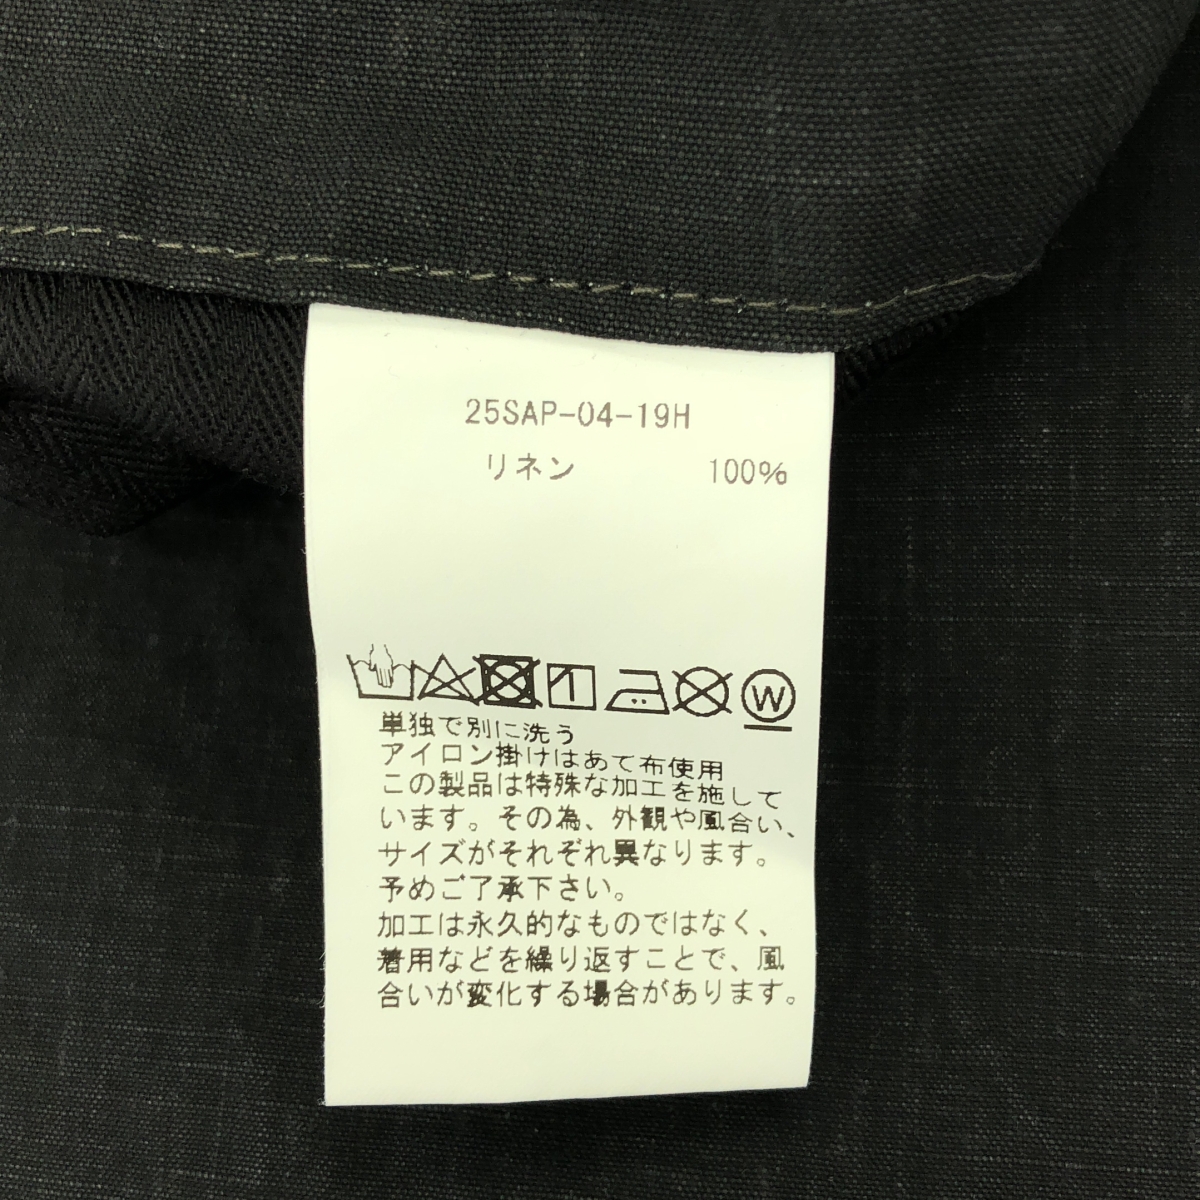 25SAP-04-19H
リネン 100%
W
単独で別に洗う
アイロン掛けはあて布使用
この製品は特殊な加工を施して
います。その為、外観や風合い、
サイズがそれぞれ異なります。
予めご了承下さい。
加工は永久的なものではなく、
着用などを繰り返すことで、風
合いが変化する場合があります。